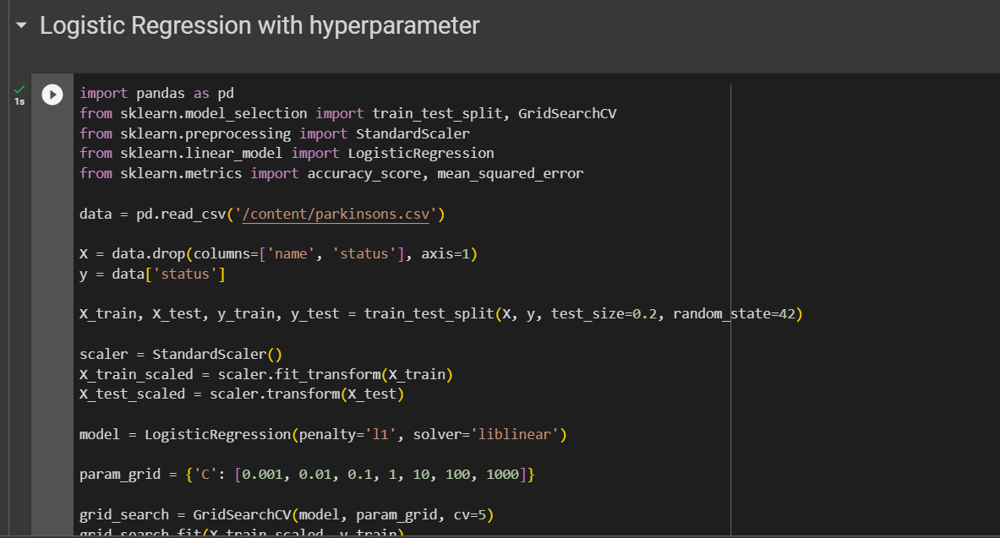 Logistic Regression with hyperparameter
1s
import pandas as pd
from sklearn.model_selection import train_test_split, GridSearchCV
from sklearn.preprocessing import StandardScaler
from sklearn.linear_model import LogisticRegression
from sklearn.metrics import accuracy_score, mean_squared_error
data = pd.read_csv('/content/parkinsons.csv')
X = data.drop(columns=['name', 'status'], axis=1)
y = data['status']
X_train, X_test, y_train, y_test = train_test_split(X, y, test_size=0.2, random_state=42)
scaler = StandardScaler()
X_train_scaled = scaler.fit_transform(X_train)
X_test_scaled = scaler.transform(X_test)
model = LogisticRegression(penalty='l1', solver='liblinear')
param_grid = {'C': [0.001, 0.01, 0.1, 1, 10, 100, 1000]}
grid_search = GridSearchCV(model, param_grid, cv=5)
grid_search.fit(X_train_scaled, y_train)